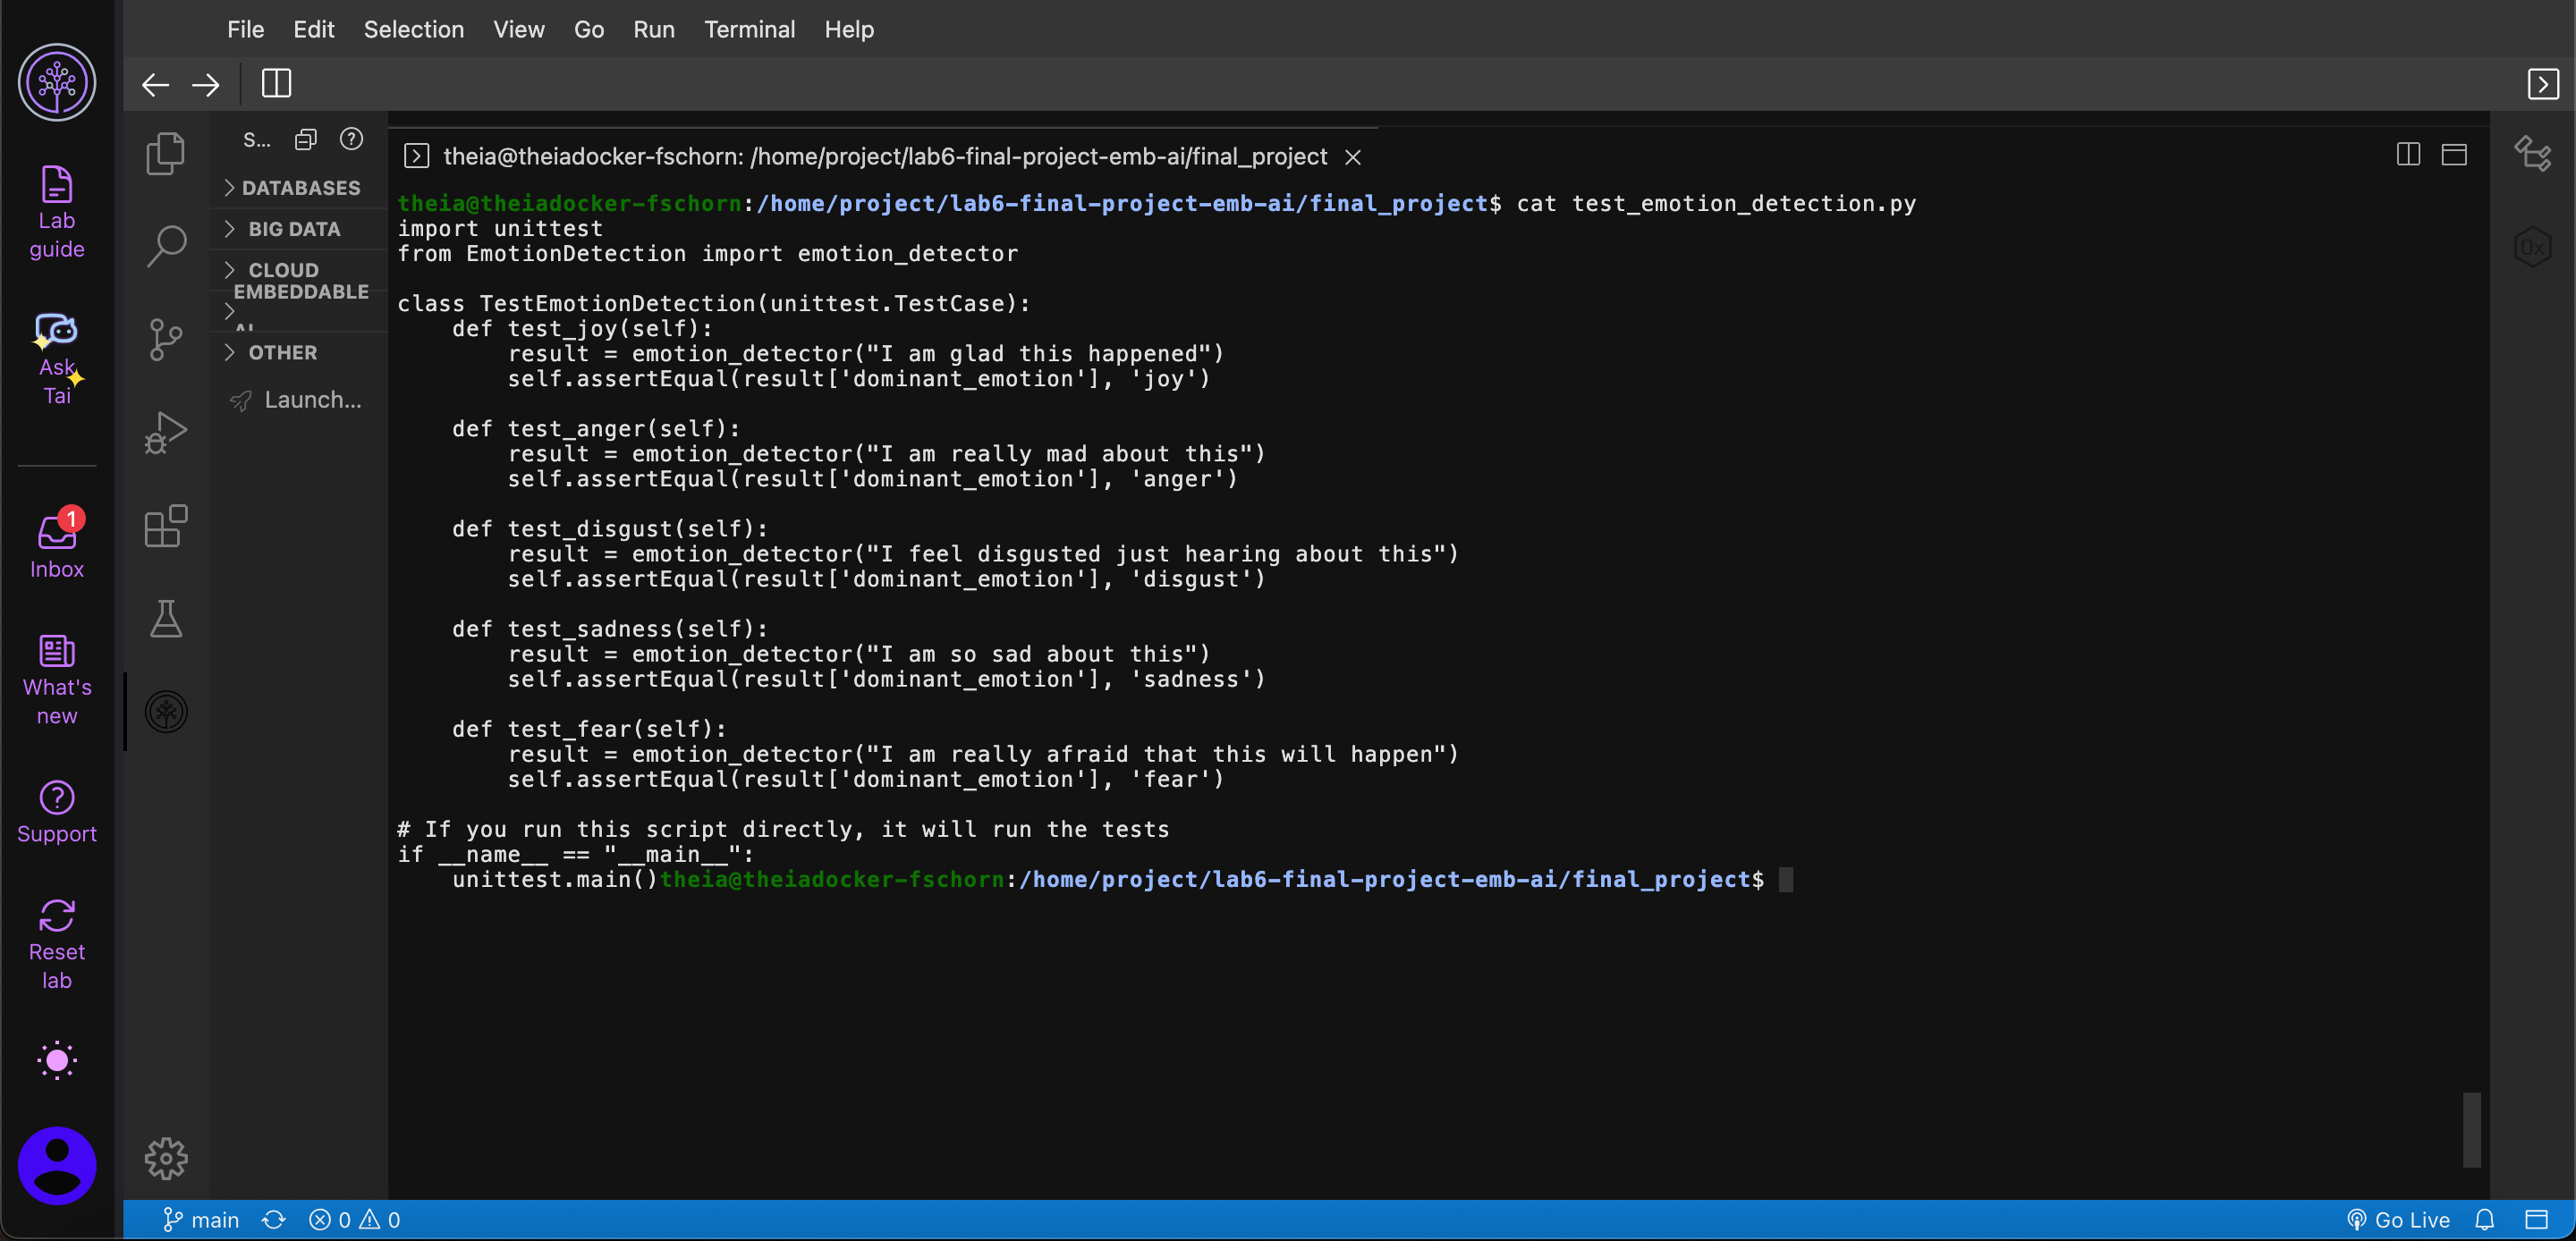 File Edit Selection View Go Run Terminal Help
Lab guide
Ask Tai
1
Inbox
What's new
Support
Reset lab
S...
DATABASES
BIG DATA
CLOUD
EMBEDDABLE
AI
OTHER
Launch...
theia@theiadocker-fschorn: /home/project/lab6-final-project-emb-ai/final_project
theia@theiadocker-fschorn:/home/project/lab6-final-project-emb-ai/final_project$ cat test_emotion_detection.py
import unittest
from EmotionDetection import emotion_detector

class TestEmotionDetection(unittest.TestCase):
    def test_joy(self):
        result = emotion_detector("I am glad this happened")
        self.assertEqual(result['dominant_emotion'], 'joy')

    def test_anger(self):
        result = emotion_detector("I am really mad about this")
        self.assertEqual(result['dominant_emotion'], 'anger')

    def test_disgust(self):
        result = emotion_detector("I feel disgusted just hearing about this")
        self.assertEqual(result['dominant_emotion'], 'disgust')

    def test_sadness(self):
        result = emotion_detector("I am so sad about this")
        self.assertEqual(result['dominant_emotion'], 'sadness')

    def test_fear(self):
        result = emotion_detector("I am really afraid that this will happen")
        self.assertEqual(result['dominant_emotion'], 'fear')

# If you run this script directly, it will run the tests
if __name__ == "__main__":
    unittest.main()theia@theiadocker-fschorn:/home/project/lab6-final-project-emb-ai/final_project$
0x
main 0 0
Go Live